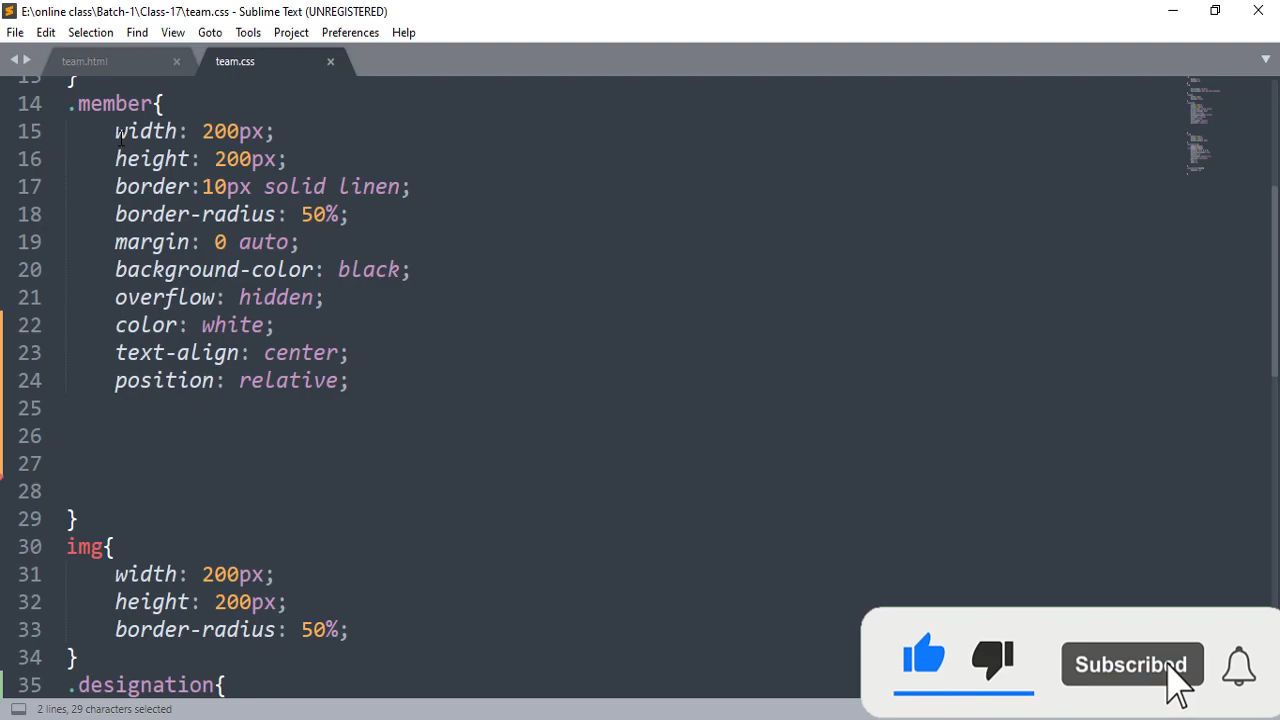 E:\online class\Batch-1\Class-17\team.css - Sublime Text (UNREGISTERED)
File Edit Selection Find View Goto Tools Project Preferences Help
team.html team.css
13 }
14 .member{
15 width: 200px;
16 height: 200px;
17 border:10px solid linen;
18 border-radius: 50%;
19 margin: 0 auto;
20 background-color: black;
21 overflow: hidden;
22 color: white;
23 text-align: center;
24 position: relative;
25
26
27
28
29 }
30 img{
31 width: 200px;
32 height: 200px;
33 border-radius: 50%;
34 }
35 .designation{
Subscribed
2 lines, 29 characters selected